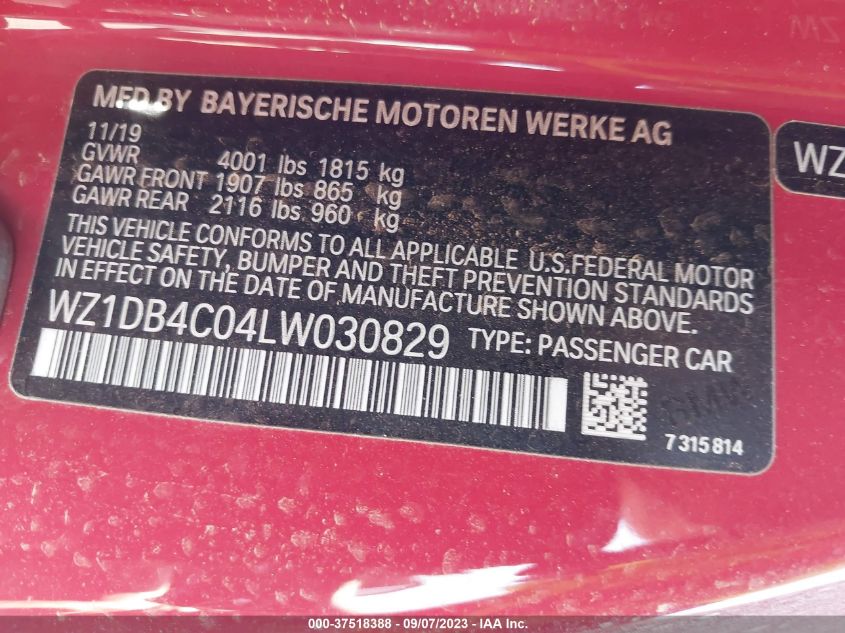 MFD BY BAYERISCHE MOTOREN WERKE AG
11/19
GVWR 4001 lbs 1815 kg
GAWR FRONT 1907 lbs 865 kg
GAWR REAR 2116 lbs 960 kg
THIS VEHICLE CONFORMS TO ALL APPLICABLE U.S.FEDERAL MOTOR
VEHICLE SAFETY, BUMPER AND THEFT PREVENTION STANDARDS
IN EFFECT ON THE DATE OF MANUFACTURE SHOWN ABOVE.
WZ1DB4C04LW030829 TYPE: PASSENGER CAR
7315814
WZ
000-37518388 - 09/07/2023 - IAA Inc.